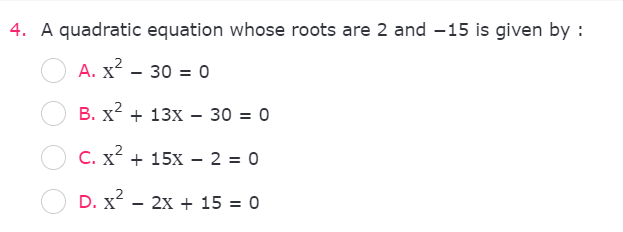 4. A quadratic equation whose roots are 2 and −15 is given by :
A. x² − 30 = 0
B. x² + 13x − 30 = 0
C. x² + 15x − 2 = 0
D. x² − 2x + 15 = 0